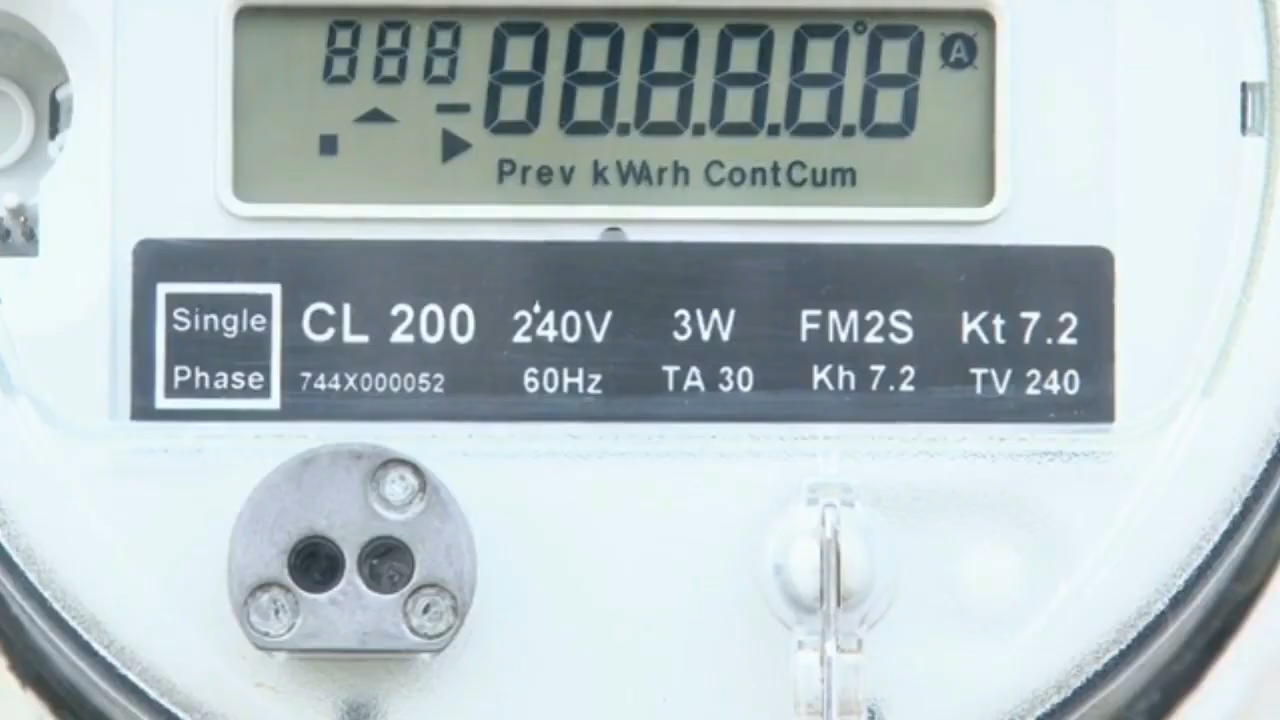 888 88.8.8.8.8 A
Prev kWArh ContCum
Single CL 200 240V 3W FM2S Kt 7.2
Phase 744X000052 60Hz TA 30 Kh 7.2 TV 240